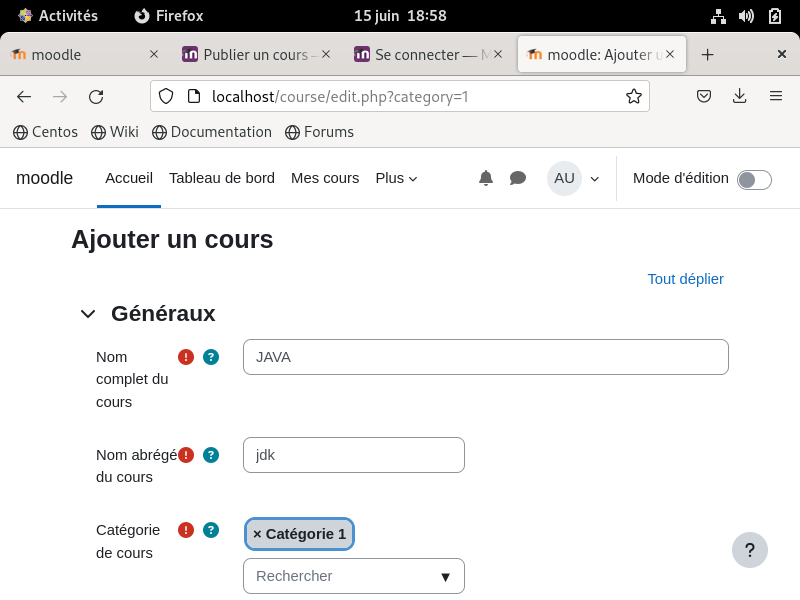 Activités Firefox 15 juin 18:58
moodle × Publier un cours – × Se connecter — M × moodle: Ajouter u × + ×
localhost/course/edit.php?category=1
Centos Wiki Documentation Forums
moodle Accueil Tableau de bord Mes cours Plus AU Mode d'édition
Ajouter un cours
Tout déplier
Généraux
Nom complet du cours ! ? JAVA
Nom abrégé du cours ! ? jdk
Catégorie de cours ! ? × Catégorie 1
Rechercher ▼
?